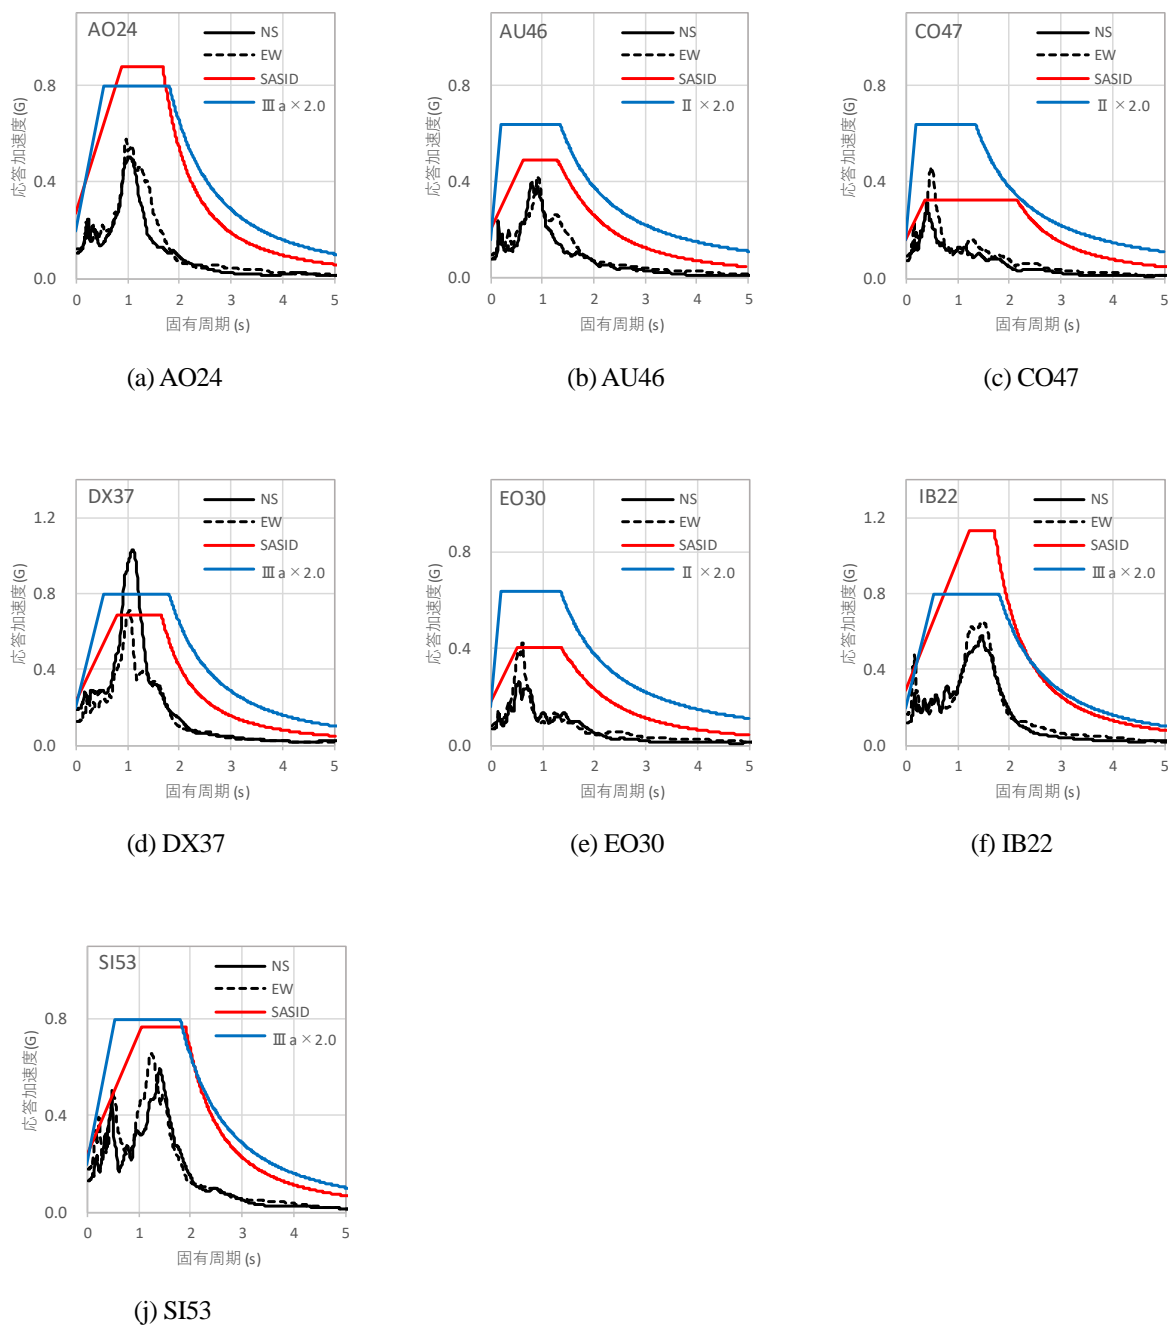 AO24
NS
EW
SASID
Ⅲa×2.0
0.8
0.4
0.0
応答加速度(G)
0 1 2 3 4 5
固有周期 (s)
(a) AO24
AU46
NS
EW
SASID
Ⅱ×2.0
0.8
0.4
0.0
応答加速度(G)
0 1 2 3 4 5
固有周期 (s)
(b) AU46
CO47
NS
EW
SASID
Ⅱ×2.0
0.8
0.4
0.0
応答加速度(G)
0 1 2 3 4 5
固有周期 (s)
(c) CO47
DX37
NS
EW
SASID
Ⅲa×2.0
1.2
0.8
0.4
0.0
応答加速度(G)
0 1 2 3 4 5
固有周期 (s)
(d) DX37
EO30
NS
EW
SASID
Ⅱ ×2.0
0.8
0.4
0.0
応答加速度(G)
0 1 2 3 4 5
固有周期 (s)
(e) EO30
IB22
NS
EW
SASID
Ⅲa×2.0
1.2
0.8
0.4
0.0
応答加速度(G)
0 1 2 3 4 5
固有周期 (s)
(f) IB22
SI53
NS
EW
SASID
Ⅲa×2.0
0.8
0.4
0.0
応答加速度(G)
0 1 2 3 4 5
固有周期 (s)
(j) SI53